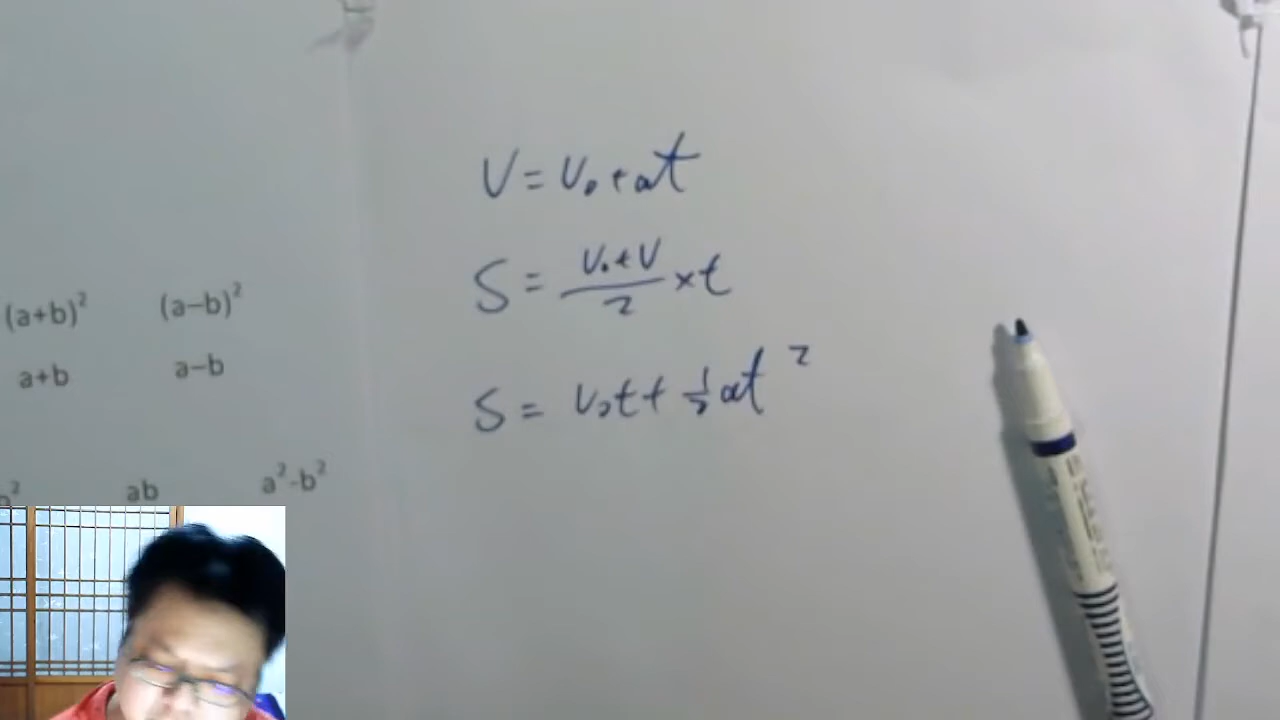 V = V₀ + at
S = (V₀ + V)/2 × t
S = V₀t + ½at²
(a+b)² (a−b)²
a+b a−b
ab a²-b²